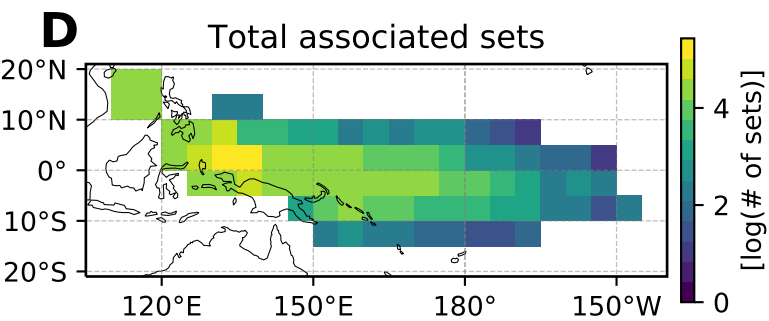 D
Total associated sets
20°N
10°N
0°
10°S
20°S
120°E
150°E
180°
150°W
4
2
0
[log(# of sets)]